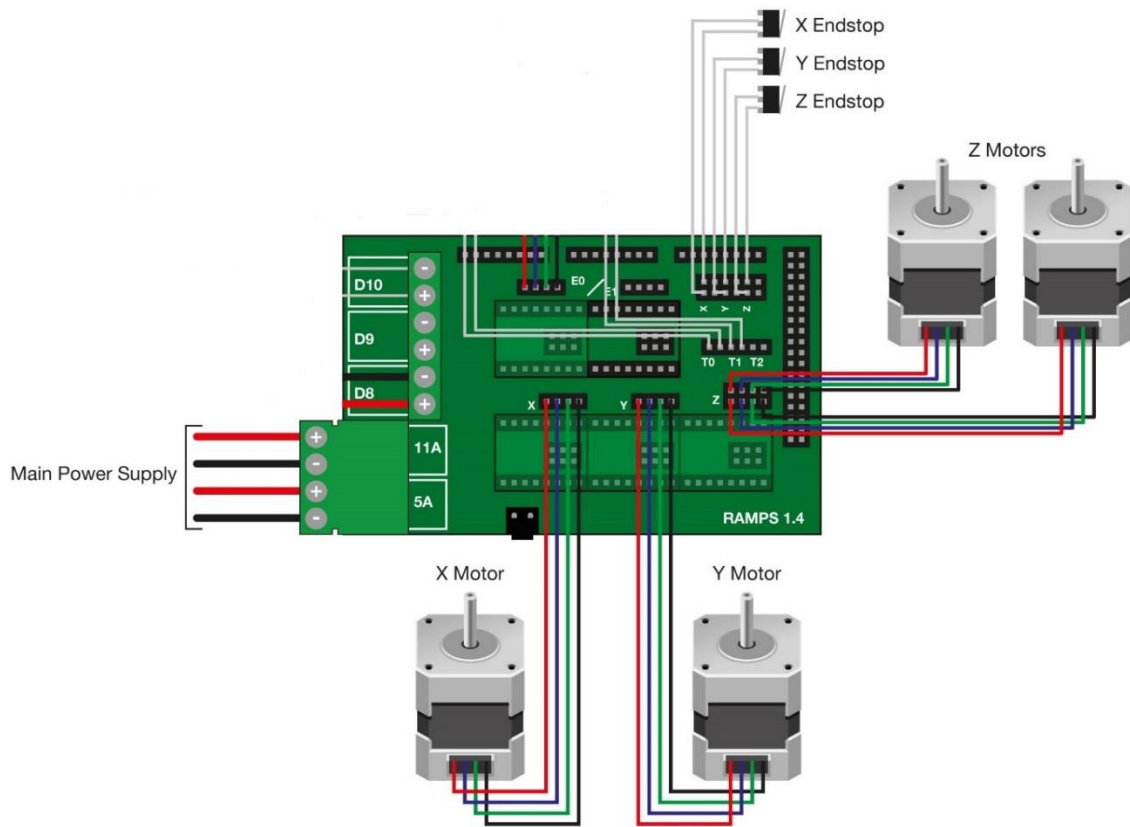 X Endstop
Y Endstop
Z Endstop
Z Motors
D10
-
+
E0
E1
D9
-
+
X
Y
Z
D8
-
+
T0
T1
T2
X
Y
Z
Main Power Supply
+
-
11A
+
-
5A
RAMPS 1.4
X Motor
Y Motor